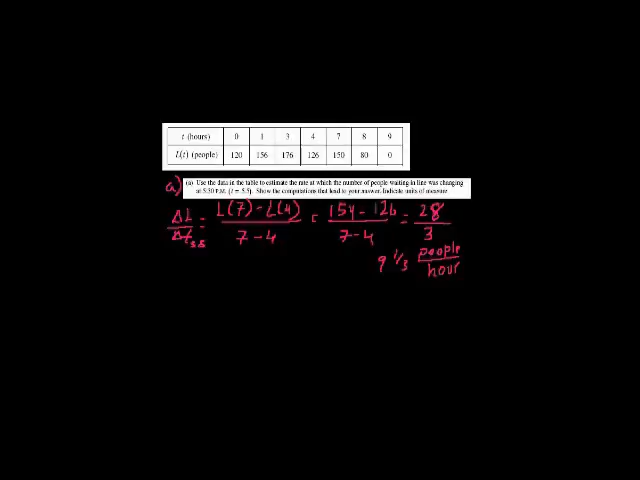 t (hours) 0 1 3 4 7 8 9
L(t) (people) 120 156 176 126 150 80 0
a) (a) Use the data in the table to estimate the rate at which the number of people waiting in line was changing
at 5:30 P.M. (t = 5.5). Show the computations that lead to your answer. Indicate units of measure.
ΔL/Δt 5.5 = L(7) - L(4) / 7 - 4 = 154 - 126 / 7 - 4 = 28 / 3
9 1/3 people / hour